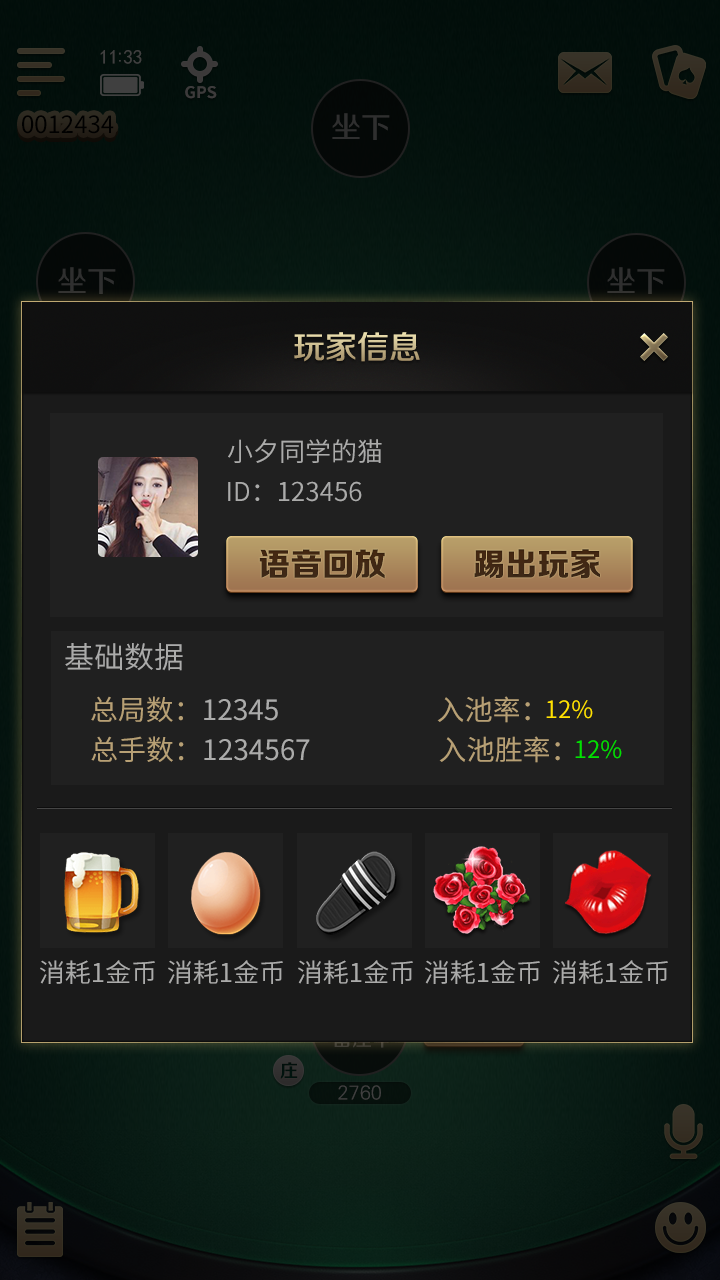 11:33
GPS
0012434
坐下
坐下
坐下
玩家信息
小夕同学的猫
ID：123456
语音回放
踢出玩家
基础数据
总局数：12345
入池率：12%
总手数：1234567
入池胜率：12%
消耗1金币
消耗1金币
消耗1金币
消耗1金币
消耗1金币
庄
2760